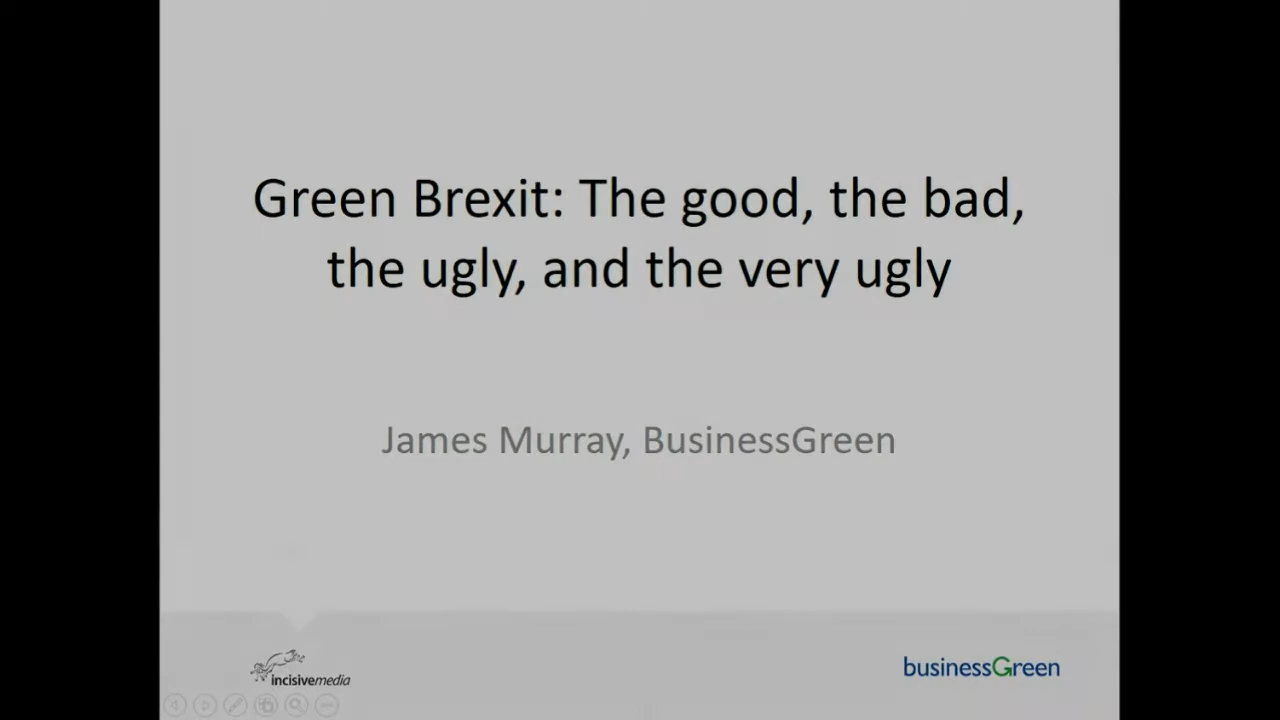 Green Brexit: The good, the bad,
the ugly, and the very ugly
James Murray, BusinessGreen
incisivemedia
businessGreen